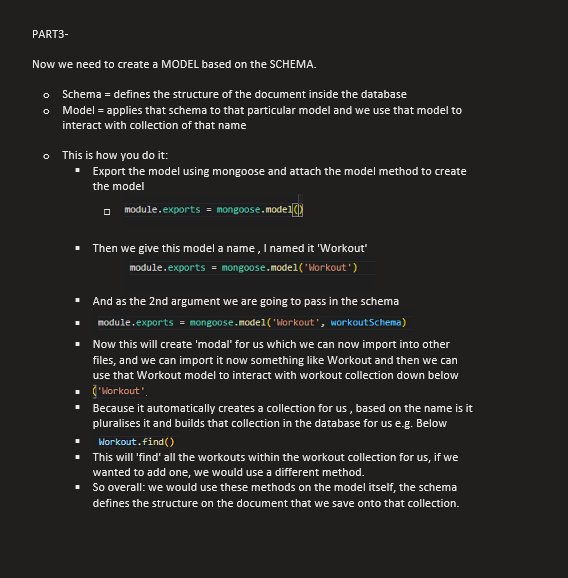 PART3-
Now we need to create a MODEL based on the SCHEMA.
Schema = defines the structure of the document inside the database
Model = applies that schema to that particular model and we use that model to
interact with collection of that name
This is how you do it:
Export the model using mongoose and attach the model method to create
the model
module.exports = mongoose.model()
Then we give this model a name , I named it 'Workout'
module.exports = mongoose.model('Workout')
And as the 2nd argument we are going to pass in the schema
module.exports = mongoose.model('Workout', workoutSchema)
Now this will create 'modal' for us which we can now import into other
files, and we can import it now something like Workout and then we can
use that Workout model to interact with workout collection down below
('Workout'
Because it automatically creates a collection for us , based on the name is it
pluralises it and builds that collection in the database for us e.g. Below
Workout.find()
This will 'find' all the workouts within the workout collection for us, if we
wanted to add one, we would use a different method.
So overall: we would use these methods on the model itself, the schema
defines the structure on the document that we save onto that collection.